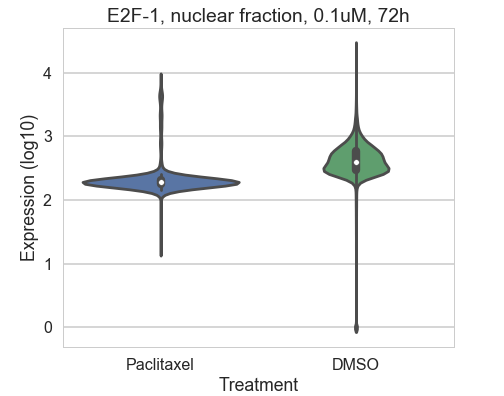 E2F-1, nuclear fraction, 0.1uM, 72h
Expression (log10)
4
3
2
1
0
Paclitaxel DMSO
Treatment